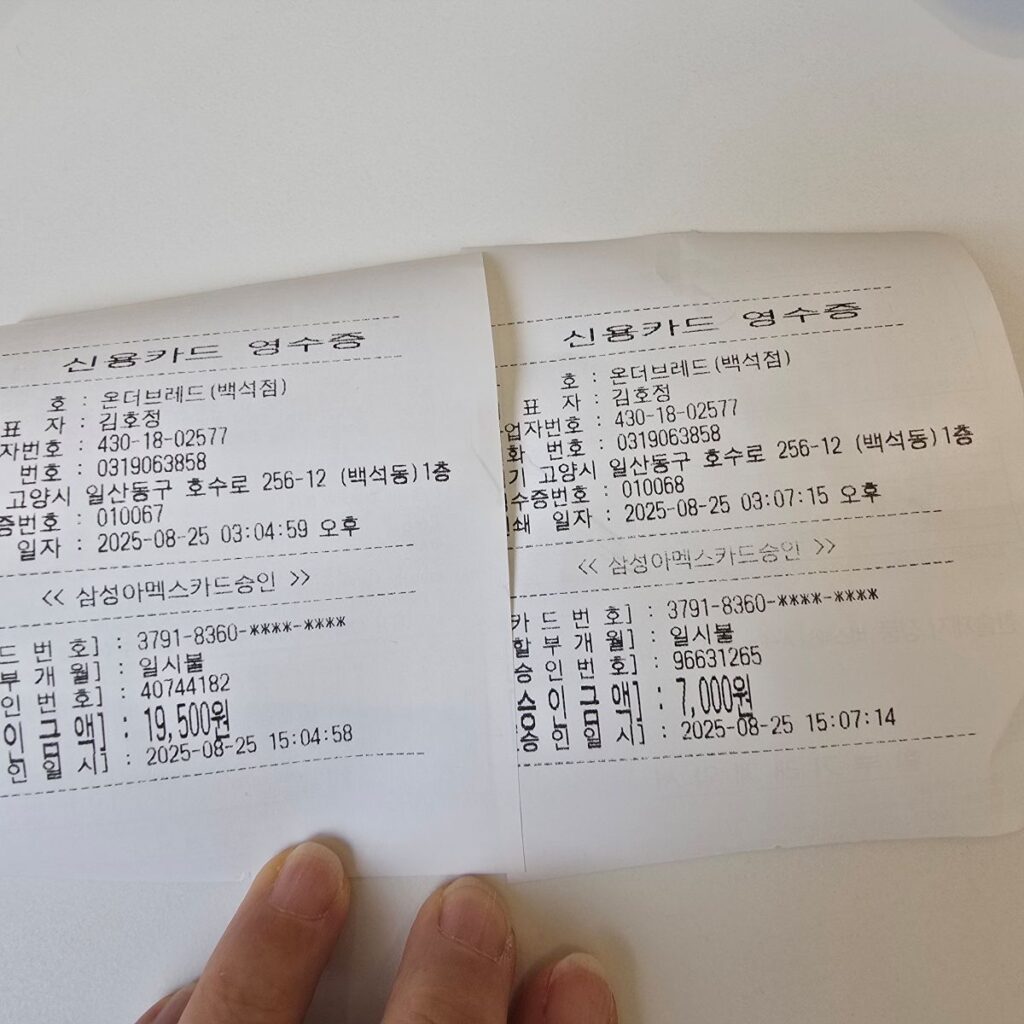 신용카드 영수증
호 : 온더브레드(백석점)
표 자 : 김호정
자번호 : 430-18-02577
번호 : 0319063858
고양시 일산동구 호수로 256-12 (백석동)1층
증번호 : 010067
일자 : 2025-08-25 03:04:59 오후
<< 삼성아멕스카드승인 >>
드 번 호] : 3791-8360-****-****
부 개 월] : 일시불
인 번 호] : 40744182
인 금 액] : 19,500원
인 일 시] : 2025-08-25 15:04:58
신용카드 영수증
호 : 온더브레드(백석점)
표 자 : 김호정
업자번호 : 430-18-02577
화 번호 : 0319063858
기 고양시 일산동구 호수로 256-12 (백석동)1층
수증번호 : 010068
쇄 일자 : 2025-08-25 03:07:15 오후
<< 삼성아멕스카드승인 >>
카 드 번 호] : 3791-8360-****-****
할 부 개 월] : 일시불
승 인 번 호] : 96631265
승 인 금 액] : 7,000원
승 인 일 시] : 2025-08-25 15:07:14